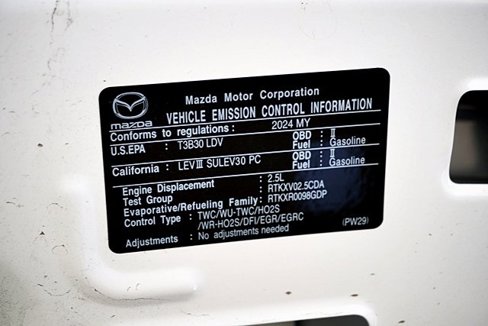 Mazda Motor Corporation
mazda
VEHICLE EMISSION CONTROL INFORMATION
Conforms to regulations : 2024 MY
U.S.EPA : T3B30 LDV OBD : II
Fuel : Gasoline
California : LEVIII SULEV30 PC OBD : II
Fuel : Gasoline
Engine Displacement : 2.5L
Test Group : RTKXV02.5CDA
Evaporative/Refueling Family: RTKXR0098GDP
Control Type : TWC/WU-TWC/HO2S
/WR-HO2S/DFI/EGR/EGRC
Adjustments : No adjustments needed (PW29)